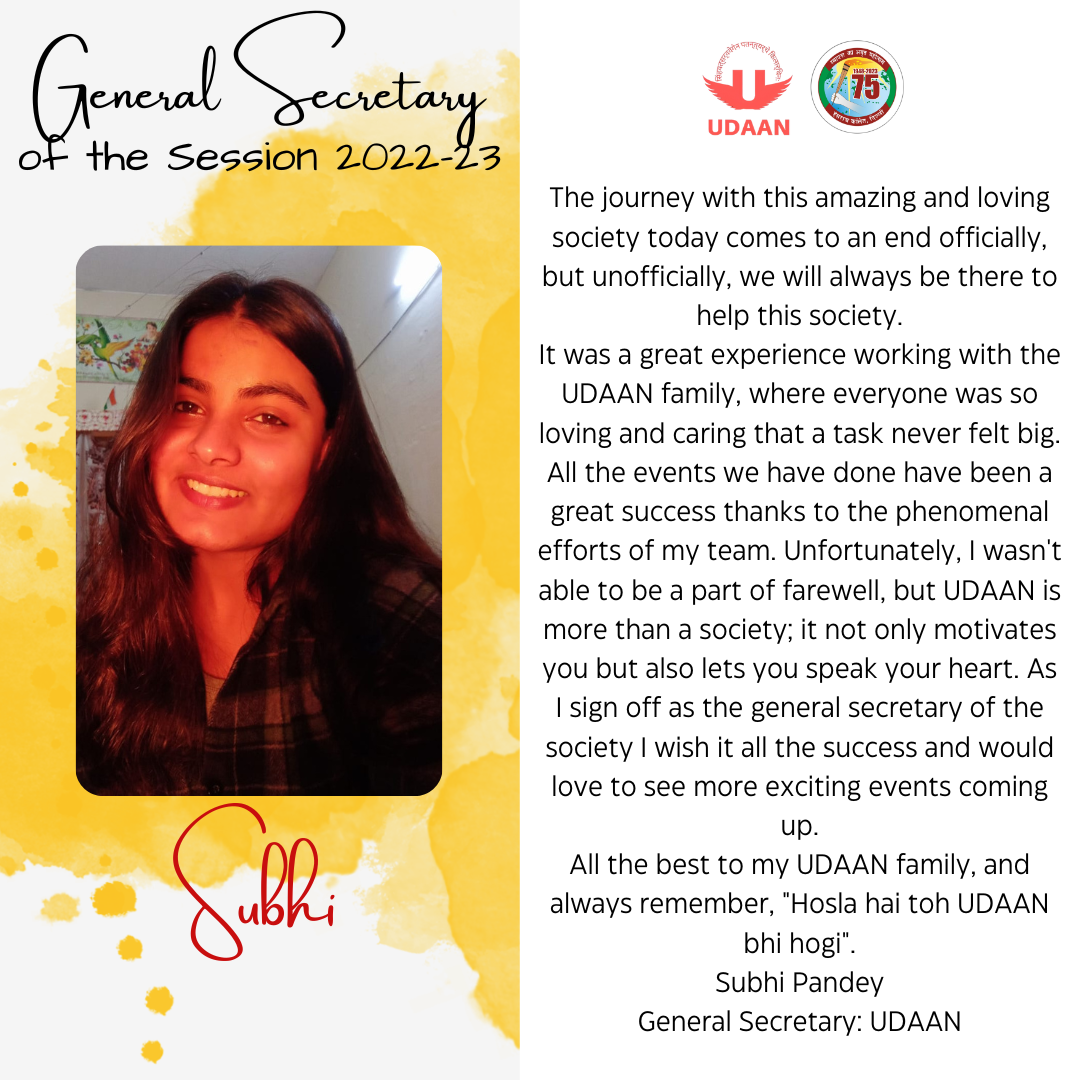 General Secretary
of the Session 2022-23
UDAAN
1948-2023
75
The journey with this amazing and loving
society today comes to an end officially,
but unofficially, we will always be there to
help this society.
It was a great experience working with the
UDAAN family, where everyone was so
loving and caring that a task never felt big.
All the events we have done have been a
great success thanks to the phenomenal
efforts of my team. Unfortunately, I wasn't
able to be a part of farewell, but UDAAN is
more than a society; it not only motivates
you but also lets you speak your heart. As
I sign off as the general secretary of the
society I wish it all the success and would
love to see more exciting events coming
up.
All the best to my UDAAN family, and
always remember, "Hosla hai toh UDAAN
bhi hogi".
Subhi Pandey
General Secretary: UDAAN
Subhi